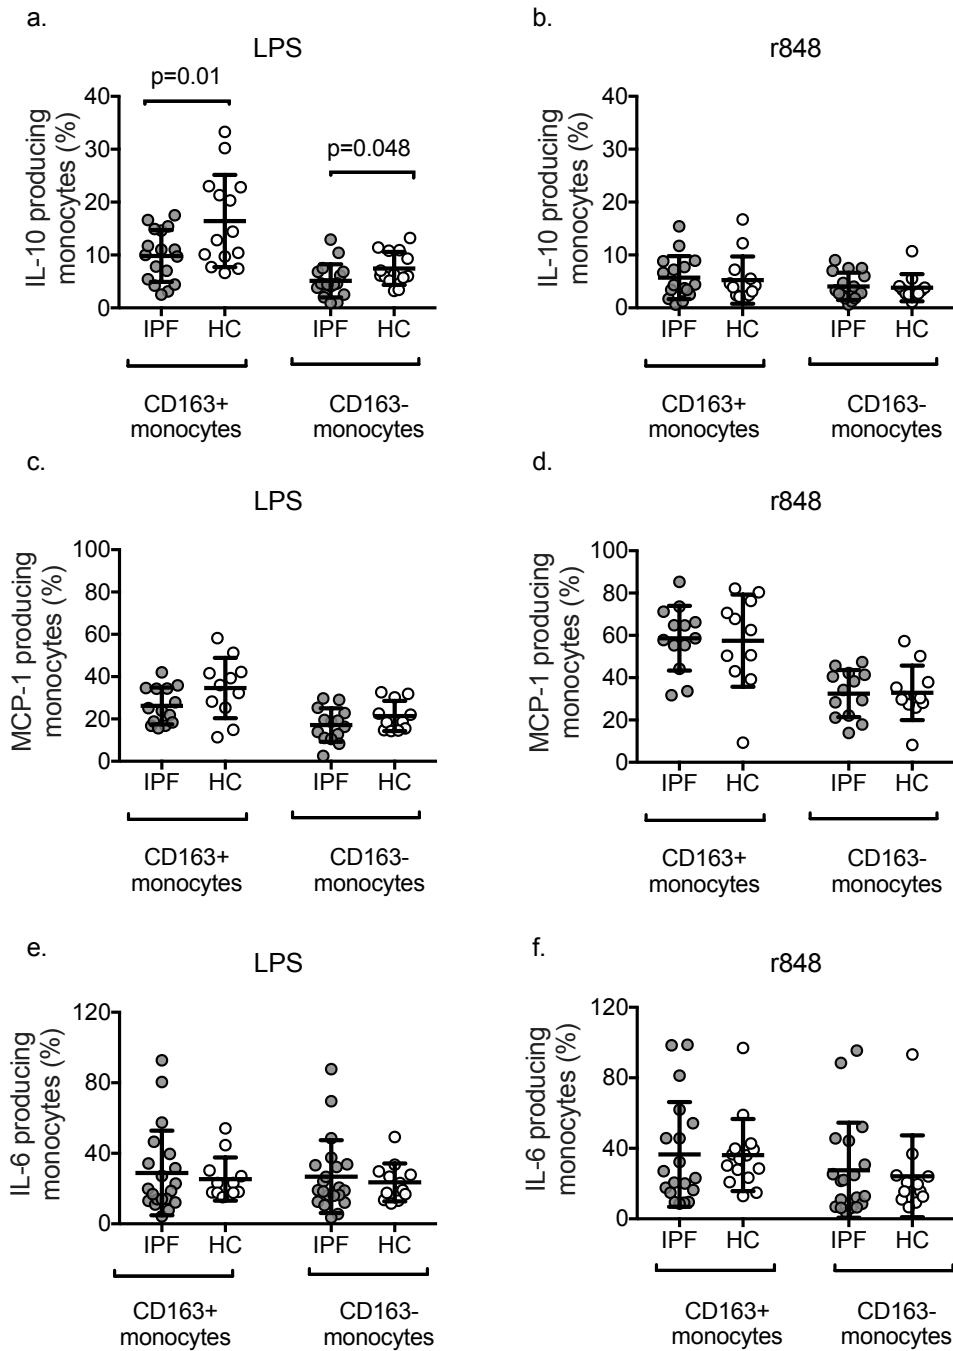 a.
LPS
p=0.01
p=0.048
IL-10 producing
monocytes (%)
40
30
20
10
0
IPF HC IPF HC
CD163+
monocytes
CD163-
monocytes
b.
r848
IL-10 producing
monocytes (%)
40
30
20
10
0
IPF HC IPF HC
CD163+
monocytes
CD163-
monocytes
c.
LPS
MCP-1 producing
monocytes (%)
100
80
60
40
20
0
IPF HC IPF HC
CD163+
monocytes
CD163-
monocytes
d.
r848
MCP-1 producing
monocytes (%)
100
80
60
40
20
0
IPF HC IPF HC
CD163+
monocytes
CD163-
monocytes
e.
LPS
IL-6 producing
monocytes (%)
120
80
40
0
IPF HC IPF HC
CD163+
monocytes
CD163-
monocytes
f.
r848
IL-6 producing
monocytes (%)
120
80
40
0
IPF HC IPF HC
CD163+
monocytes
CD163-
monocytes